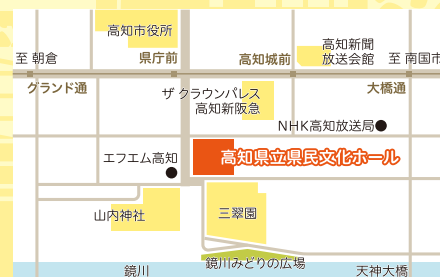 高知市役所
至 朝倉
県庁前
高知城前
高知新聞
放送会館
至 南国市
グランド通
大橋通
ザ クラウンパレス
高知新阪急
NHK高知放送局
エフエム高知
高知県立県民文化ホール
山内神社
三翠園
鏡川みどりの広場
鏡川
天神大橋